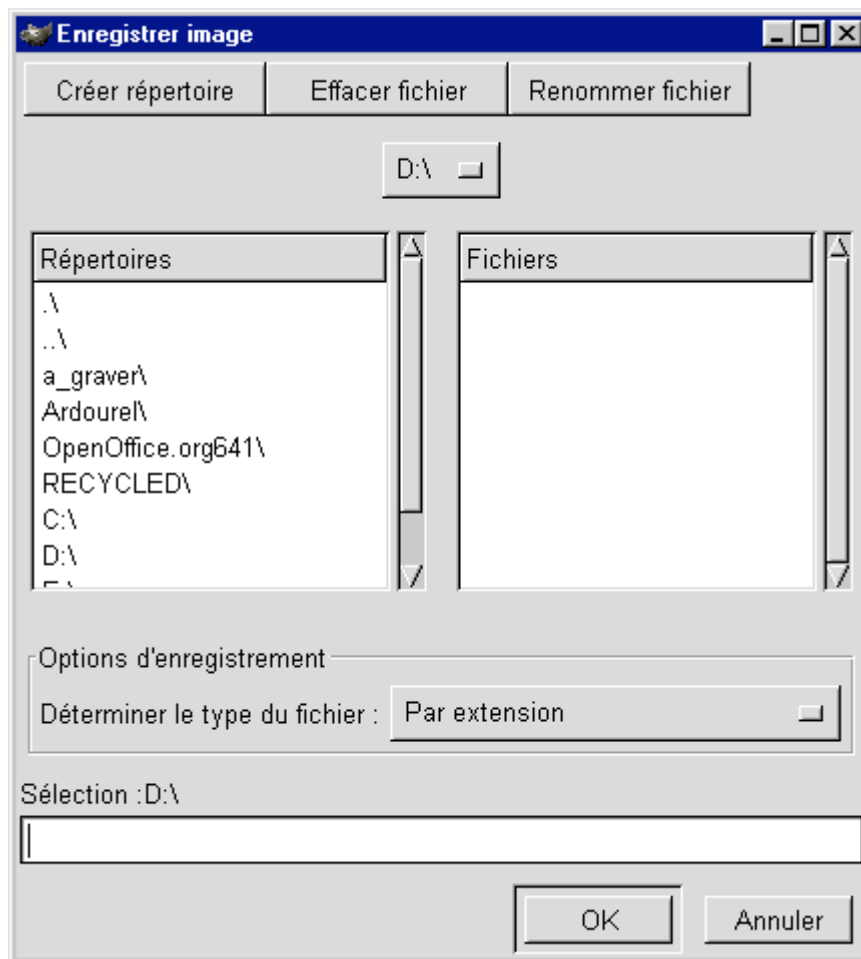 Enregistrer image
Créer répertoire
Effacer fichier
Renommer fichier
D:\
Répertoires
.\
..\
a_graver\
Ardourel\
OpenOffice.org641\
RECYCLED\
C:\
D:\
Fichiers
Options d'enregistrement
Déterminer le type du fichier : Par extension
Sélection :D:\
OK
Annuler